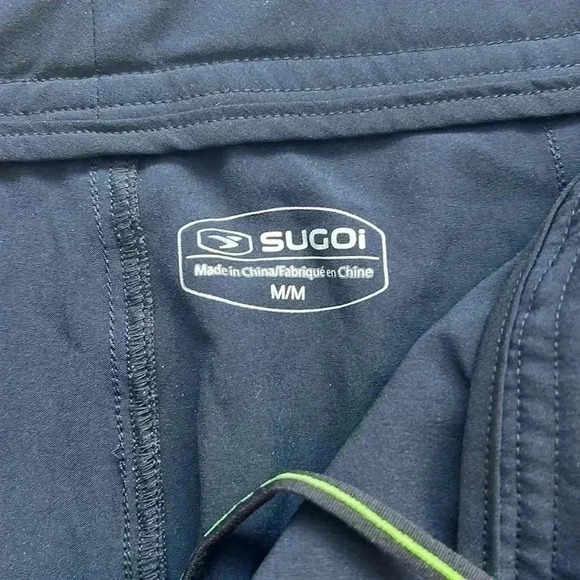 SUGOi
Made in China/Fabriqué en Chine
M/M